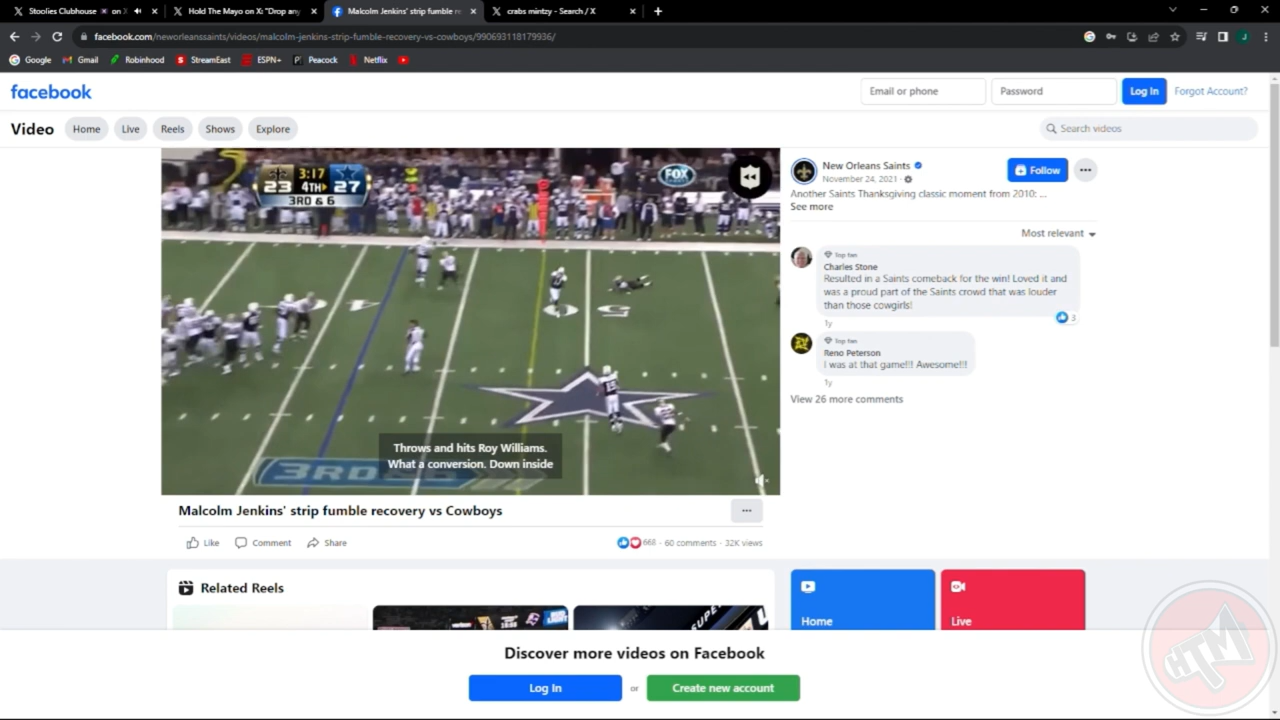 Stoolies Clubhouse
on X
Hold The Mayo on X: "Drop any
Malcolm Jenkins' strip fumble re
crabs mintzy - Search / X
facebook.com/neworleanssaints/videos/malcolm-jenkins-strip-fumble-recovery-vs-cowboys/990693118179936/
J
Google
Gmail
Robinhood
StreamEast
ESPN+
Peacock
Netflix
facebook
Email or phone
Password
Log In
Forgot Account?
Video
Home
Live
Reels
Shows
Explore
Search videos
23
3:17
4TH
27
3RD & 6
FOX
5 0
Throws and hits Roy Williams.
What a conversion. Down inside
3RD
New Orleans Saints
November 24, 2021 ·
Follow
Another Saints Thanksgiving classic moment from 2010: ...
See more
Most relevant
Top fan
Charles Stone
Resulted in a Saints comeback for the win! Loved it and
was a proud part of the Saints crowd that was louder
than those cowgirls!
3
1y
Top fan
Reno Peterson
I was at that game!!! Awesome!!!
1y
View 26 more comments
Malcolm Jenkins' strip fumble recovery vs Cowboys
Like
Comment
Share
668 · 60 comments · 32K views
Related Reels
verizon
SUPER
Home
Live
Discover more videos on Facebook
Log In
or
Create new account
HTM